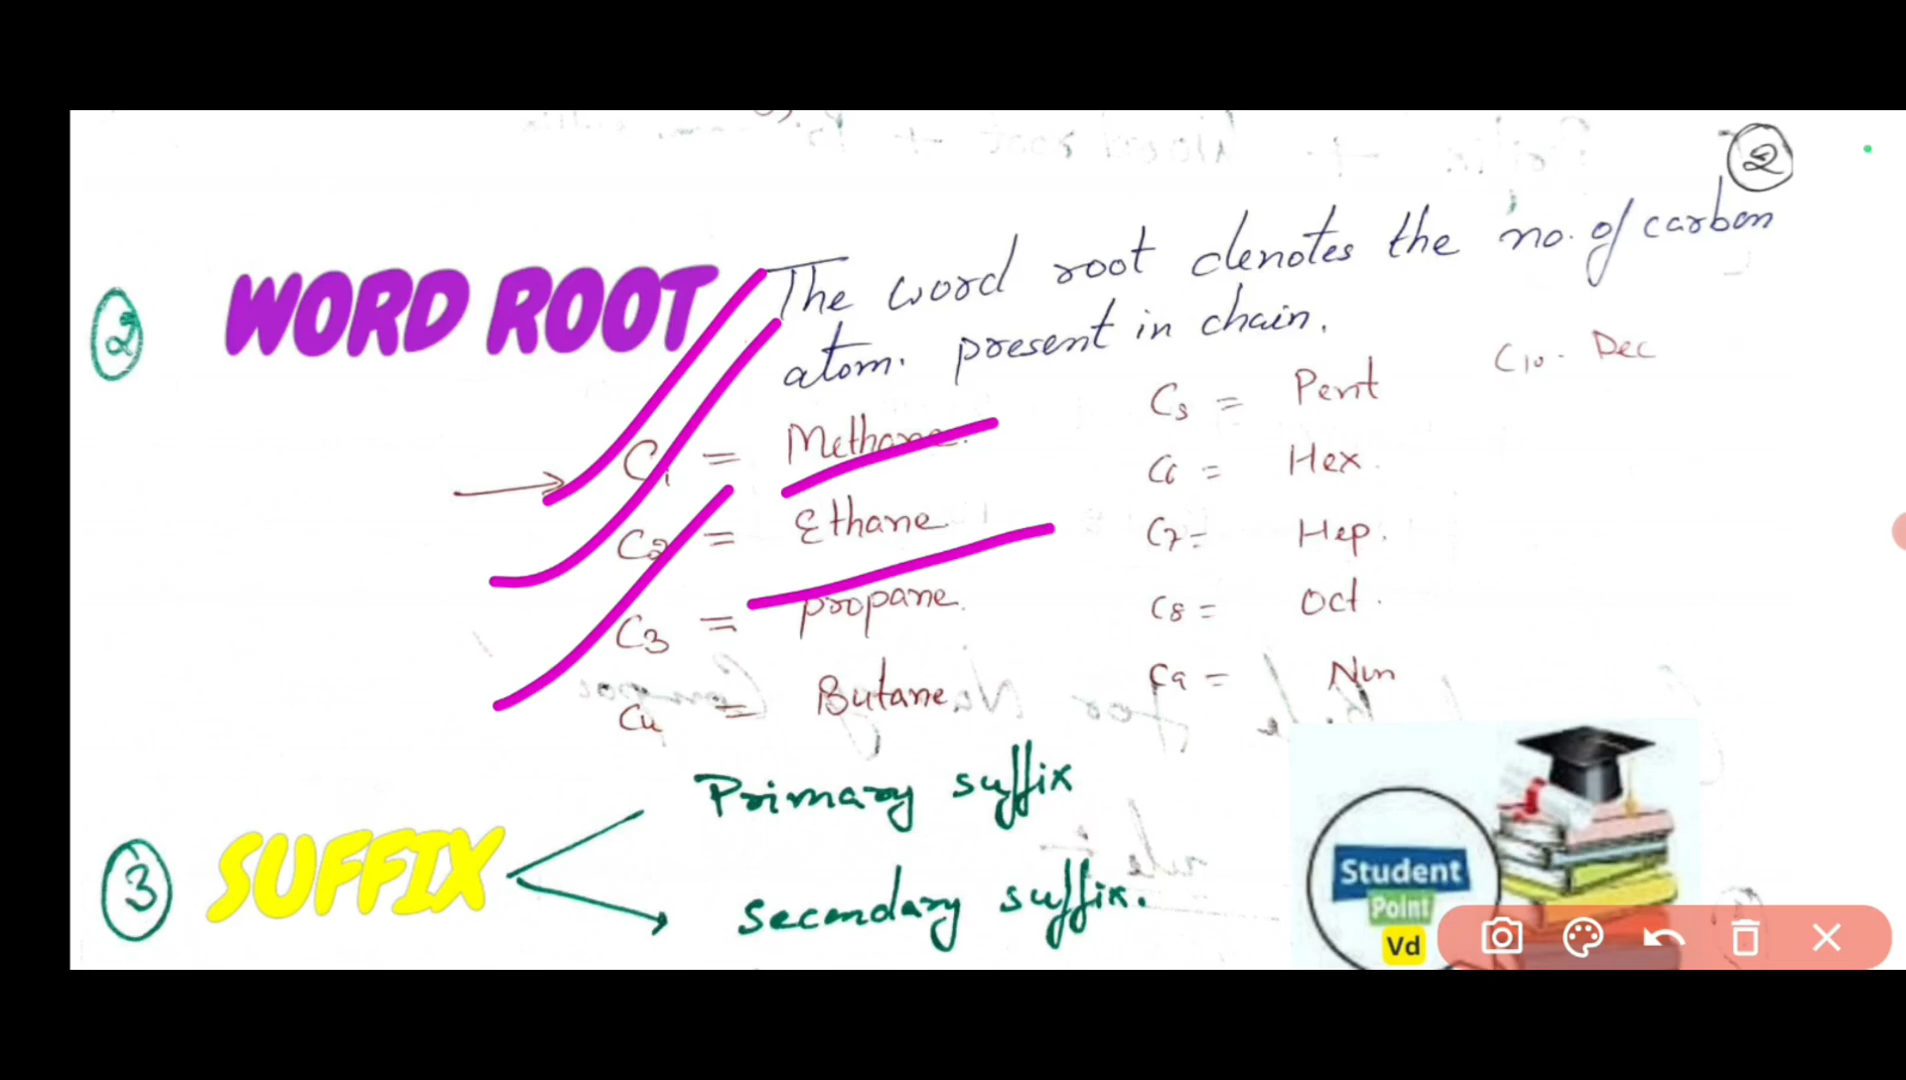 ②
WORD ROOT The word root denotes the no. of carbon
atom. present in chain.
C1 = Methane.
C2 = Ethane
C3 = propane.
C4 = Butane
C5 = Pent
C6 = Hex.
C7= Hep.
C8= Oct.
C9= Nun
C10. Dec
② 
③ SUFFIX
Primary suffix
Secondary suffix.
Student
Point
Vd